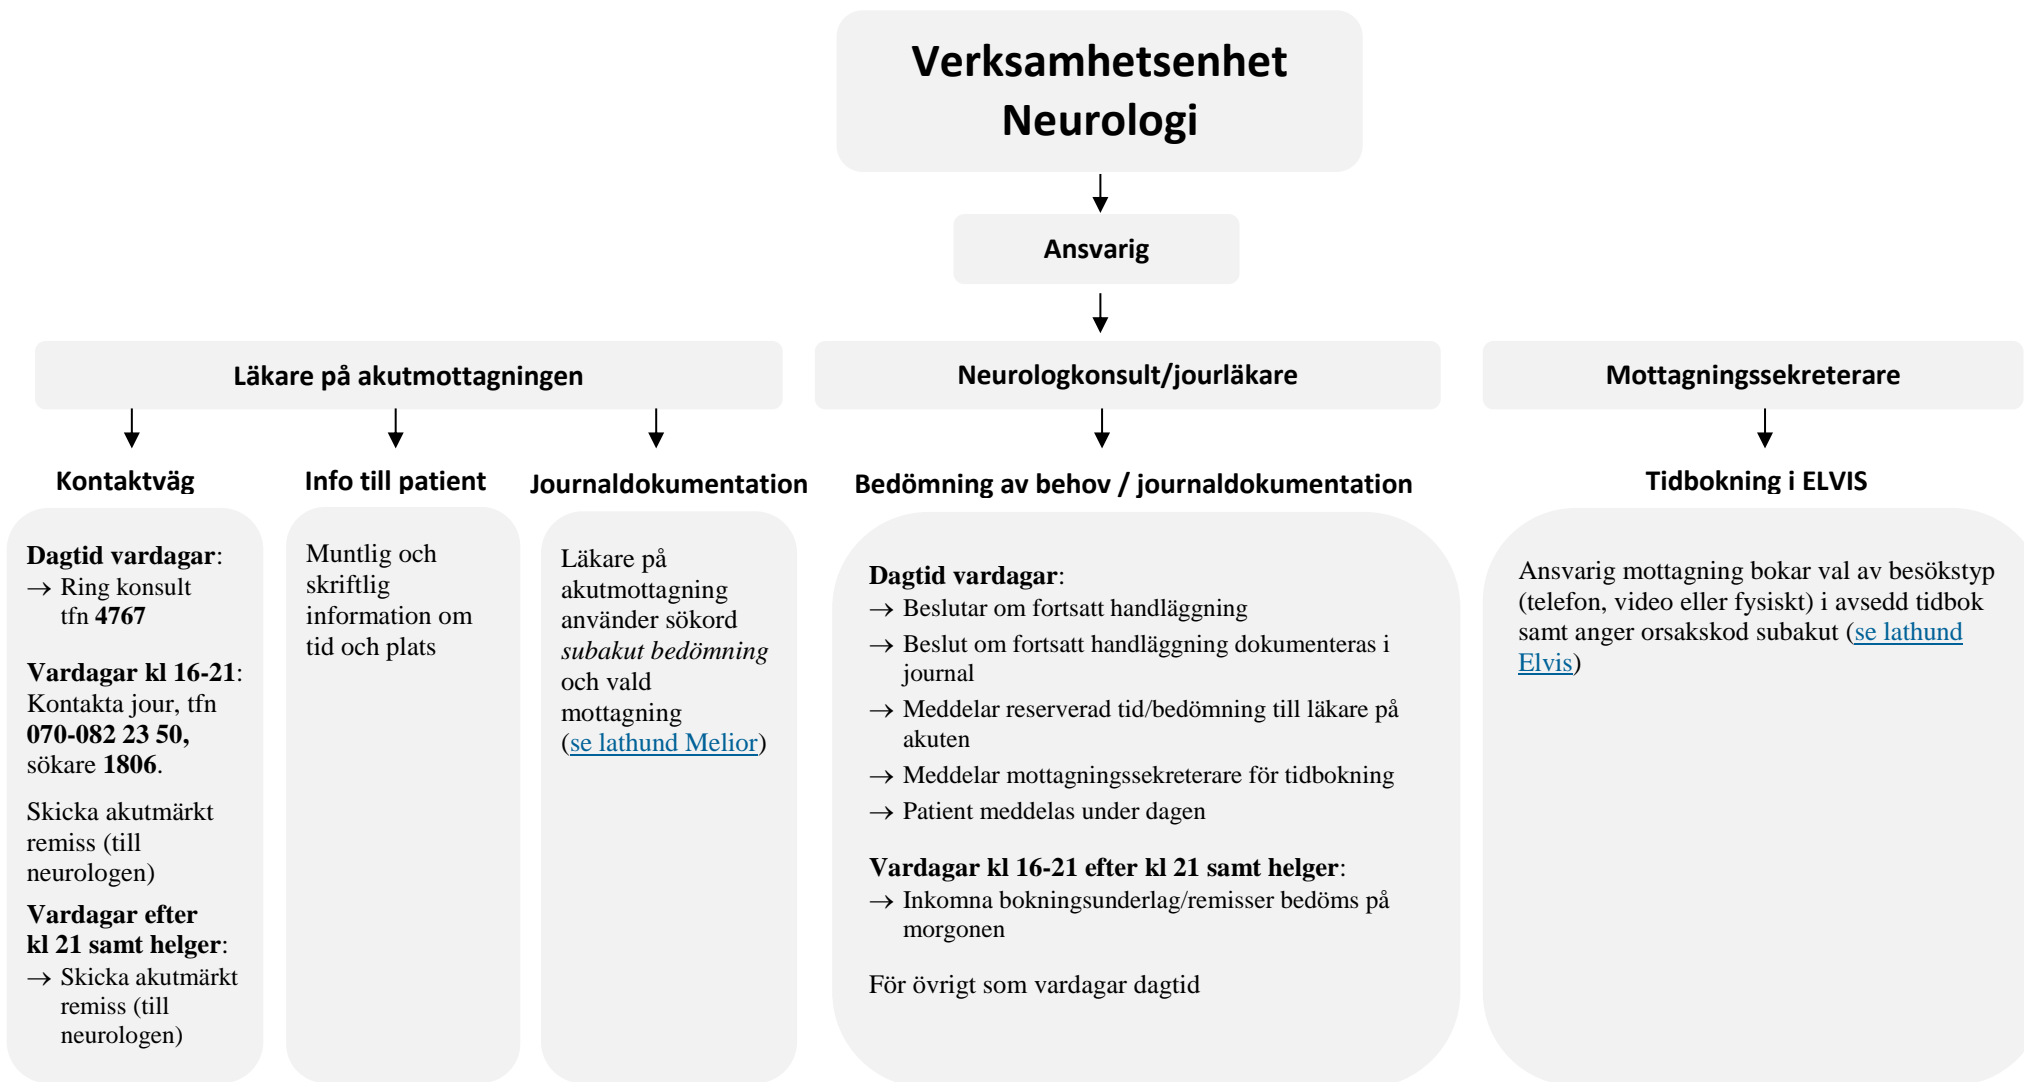 Verksamhetsenhet
Neurologi
Ansvarig
Läkare på akutmottagningen
Neurologkonsult/jourläkare
Mottagningssekreterare
Kontaktväg
Dagtid vardagar:
→ Ring konsult
tfn 4767
Vardagar kl 16-21:
Kontakta jour, tfn
070-082 23 50,
sökare 1806.
Skicka akutmärkt
remiss (till
neurologen)
Vardagar efter
kl 21 samt helger:
→ Skicka akutmärkt
remiss (till
neurologen)
Info till patient
Muntlig och
skriftlig
information om
tid och plats
Journaldokumentation
Läkare på
akutmottagning
använder sökord
subakut bedömning
och vald
mottagning
(se lathund Melior)
Bedömning av behov / journaldokumentation
Dagtid vardagar:
→ Beslutar om fortsatt handläggning
→ Beslut om fortsatt handläggning dokumenteras i
journal
→ Meddelar reserverad tid/bedömning till läkare på
akuten
→ Meddelar mottagningssekreterare för tidbokning
→ Patient meddelas under dagen
Vardagar kl 16-21 efter kl 21 samt helger:
→ Inkomna bokningsunderlag/remisser bedöms på
morgonen
För övrigt som vardagar dagtid
Tidbokning i ELVIS
Ansvarig mottagning bokar val av besökstyp
(telefon, video eller fysiskt) i avsedd tidbok
samt anger orsakskod subakut (se lathund
Elvis)